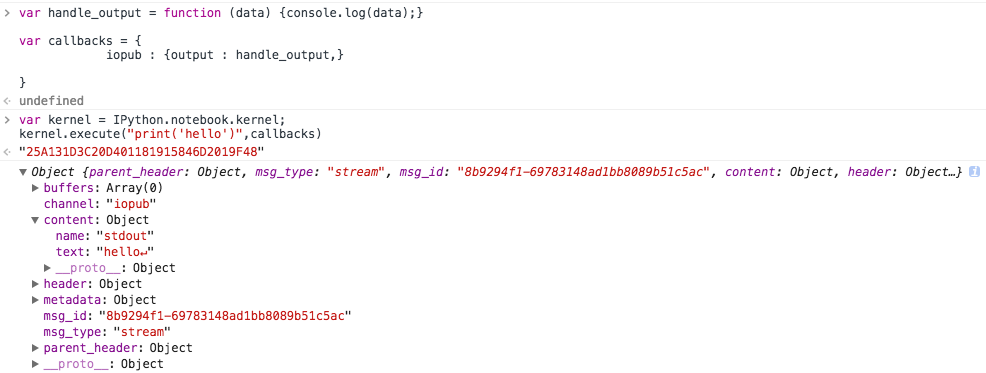 > var handle_output = function (data) {console.log(data);}
var callbacks = {
iopub : {output : handle_output,}
}
undefined
> var kernel = IPython.notebook.kernel;
kernel.execute("print('hello')",callbacks)
"25A131D3C20D401181915846D2019F48"
▼ Object {parent_header: Object, msg_type: "stream", msg_id: "8b9294f1-69783148ad1bb8089b51c5ac", content: Object, header: Object…} i
▶ buffers: Array(0)
channel: "iopub"
▼ content: Object
name: "stdout"
text: "hello↵"
▶ __proto__: Object
▶ header: Object
▶ metadata: Object
msg_id: "8b9294f1-69783148ad1bb8089b51c5ac"
msg_type: "stream"
▶ parent_header: Object
▶ __proto__: Object